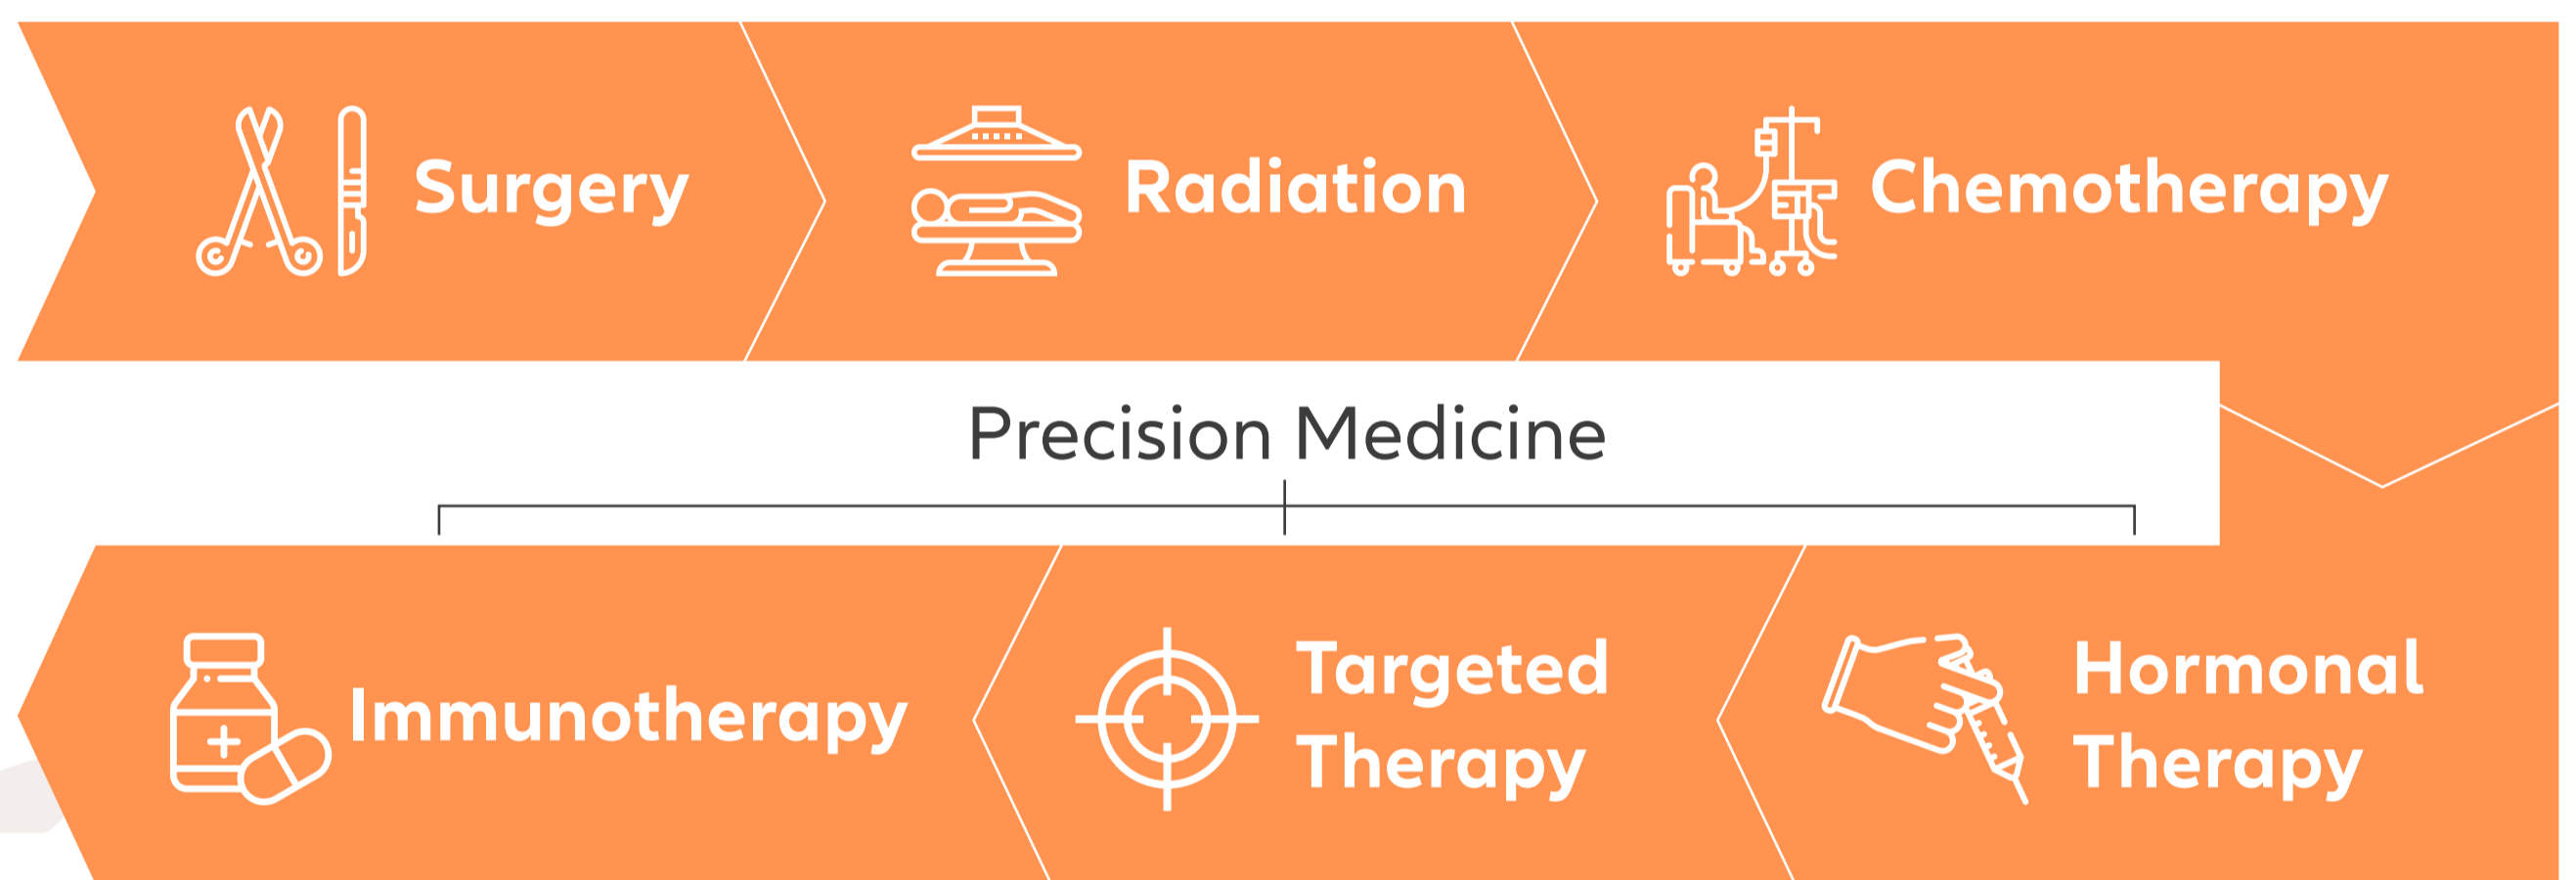 Surgery
Radiation
Chemotherapy
Precision Medicine
Immunotherapy
Targeted
Therapy
Hormonal
Therapy